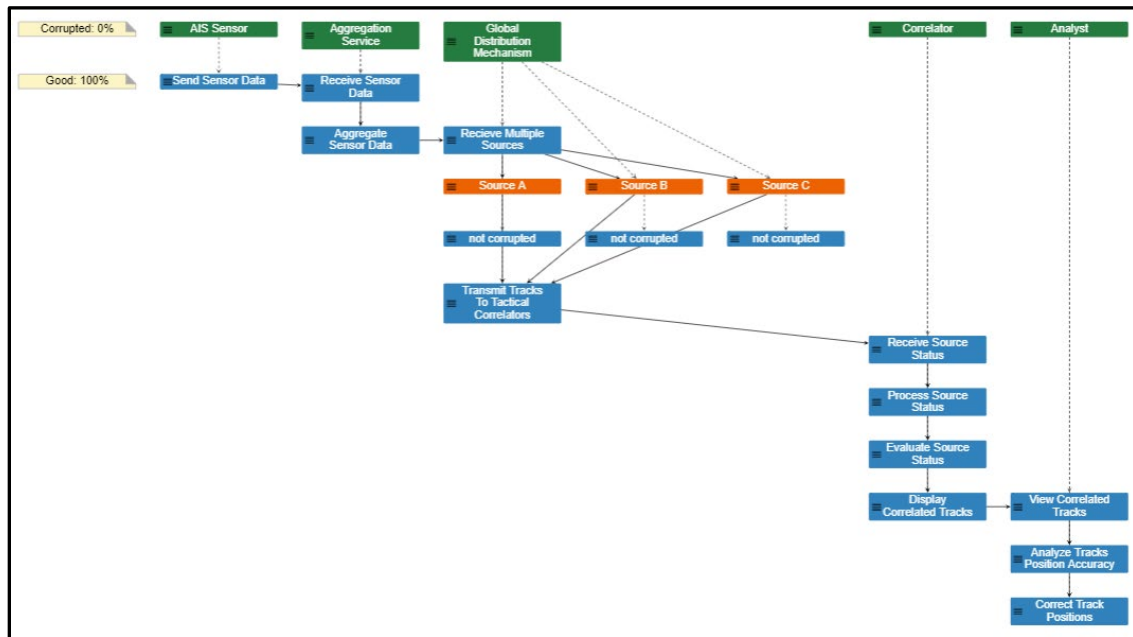 Corrupted: 0%
AIS Sensor
Aggregation
Service
Global
Distribution
Mechanism
Correlator
Analyst
Good: 100%
Send Sensor Data
Receive Sensor
Data
Aggregate
Sensor Data
Recieve Multiple
Sources
Source A
Source B
Source C
not corrupted
not corrupted
not corrupted
Transmit Tracks
To Tactical
Correlators
Receive Source
Status
Process Source
Status
Evaluate Source
Status
Display
Correlated Tracks
View Correlated
Tracks
Analyze Tracks
Position Accuracy
Correct Track
Positions